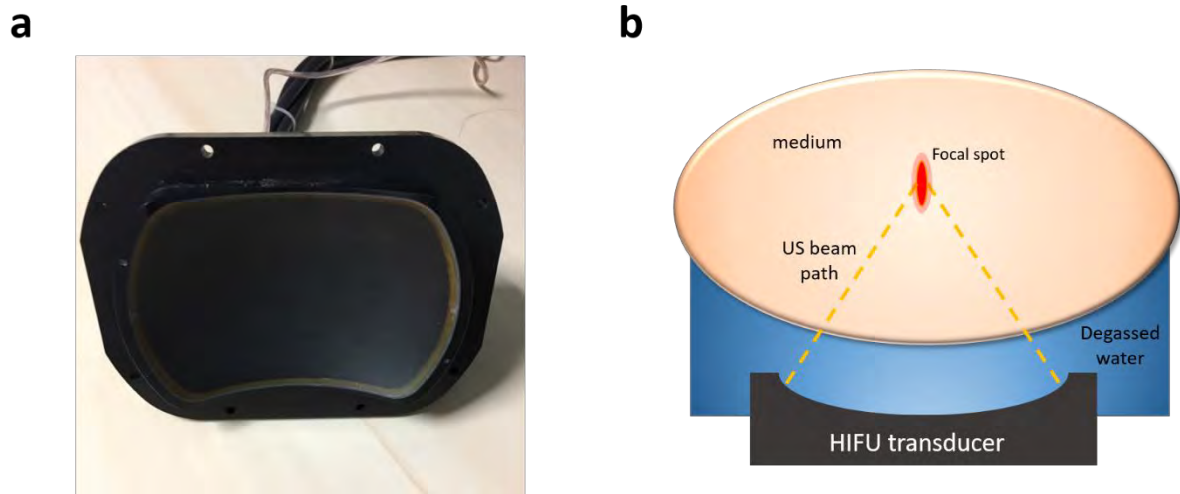 a
b
medium
Focal spot
US beam
path
Degassed
water
HIFU transducer